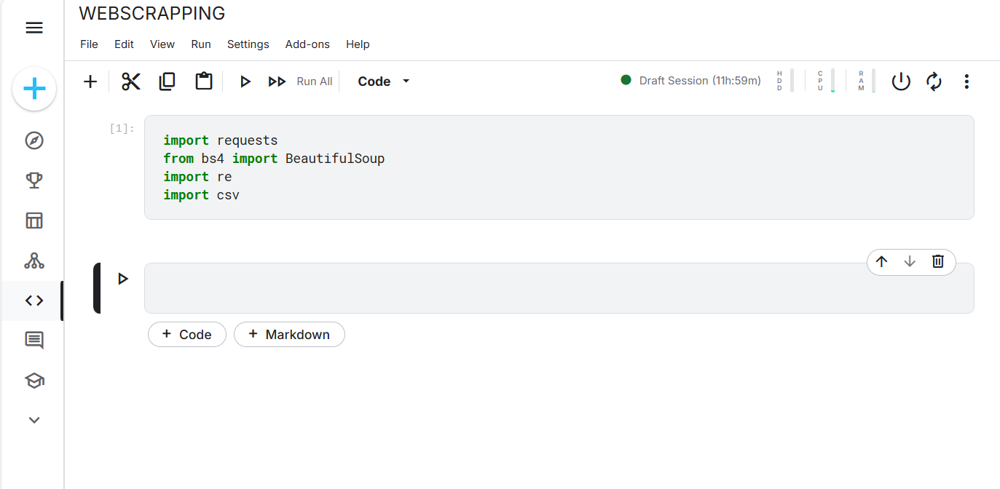 WEBSCRAPPING
File Edit View Run Settings Add-ons Help
Run All Code Draft Session (11h:59m) HDD CPU RAM
[1]:
import requests
from bs4 import BeautifulSoup
import re
import csv
+ Code + Markdown